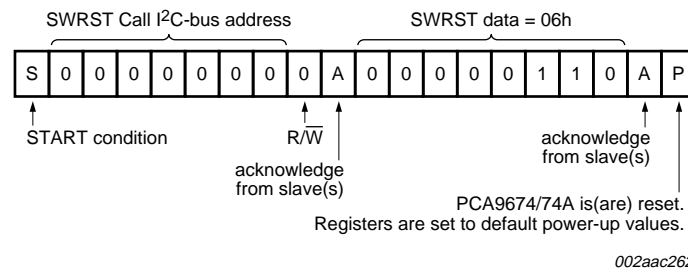 SWRST Call I2C-bus address
SWRST data = 06h
S 0 0 0 0 0 0 0 0 A 0 0 0 0 0 1 1 0 A P
START condition
R/W
acknowledge
from slave(s)
acknowledge
from slave(s)
PCA9674/74A is(are) reset.
Registers are set to default power-up values.
002aac262